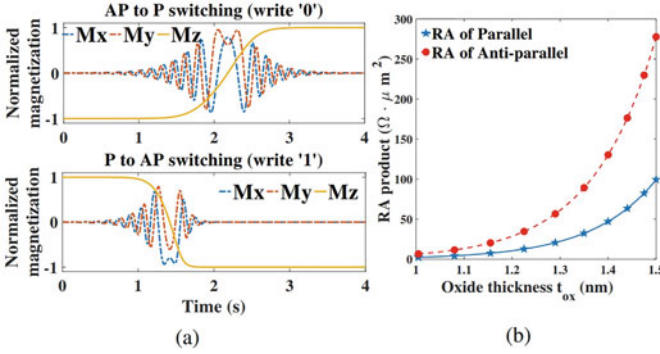 AP to P switching (write '0')
Normalized
magnetization
1
0
-1
Mx My Mz
0 1 2 3 4
P to AP switching (write '1')
Normalized
magnetization
1
0
-1
Mx My Mz
0 1 2 3 4
Time (s)
(a)
RA product (Ω · μ m²)
300
250
200
150
100
50
0
RA of Parallel
RA of Anti-parallel
1 1.1 1.2 1.3 1.4 1.5
Oxide thickness tox (nm)
(b)